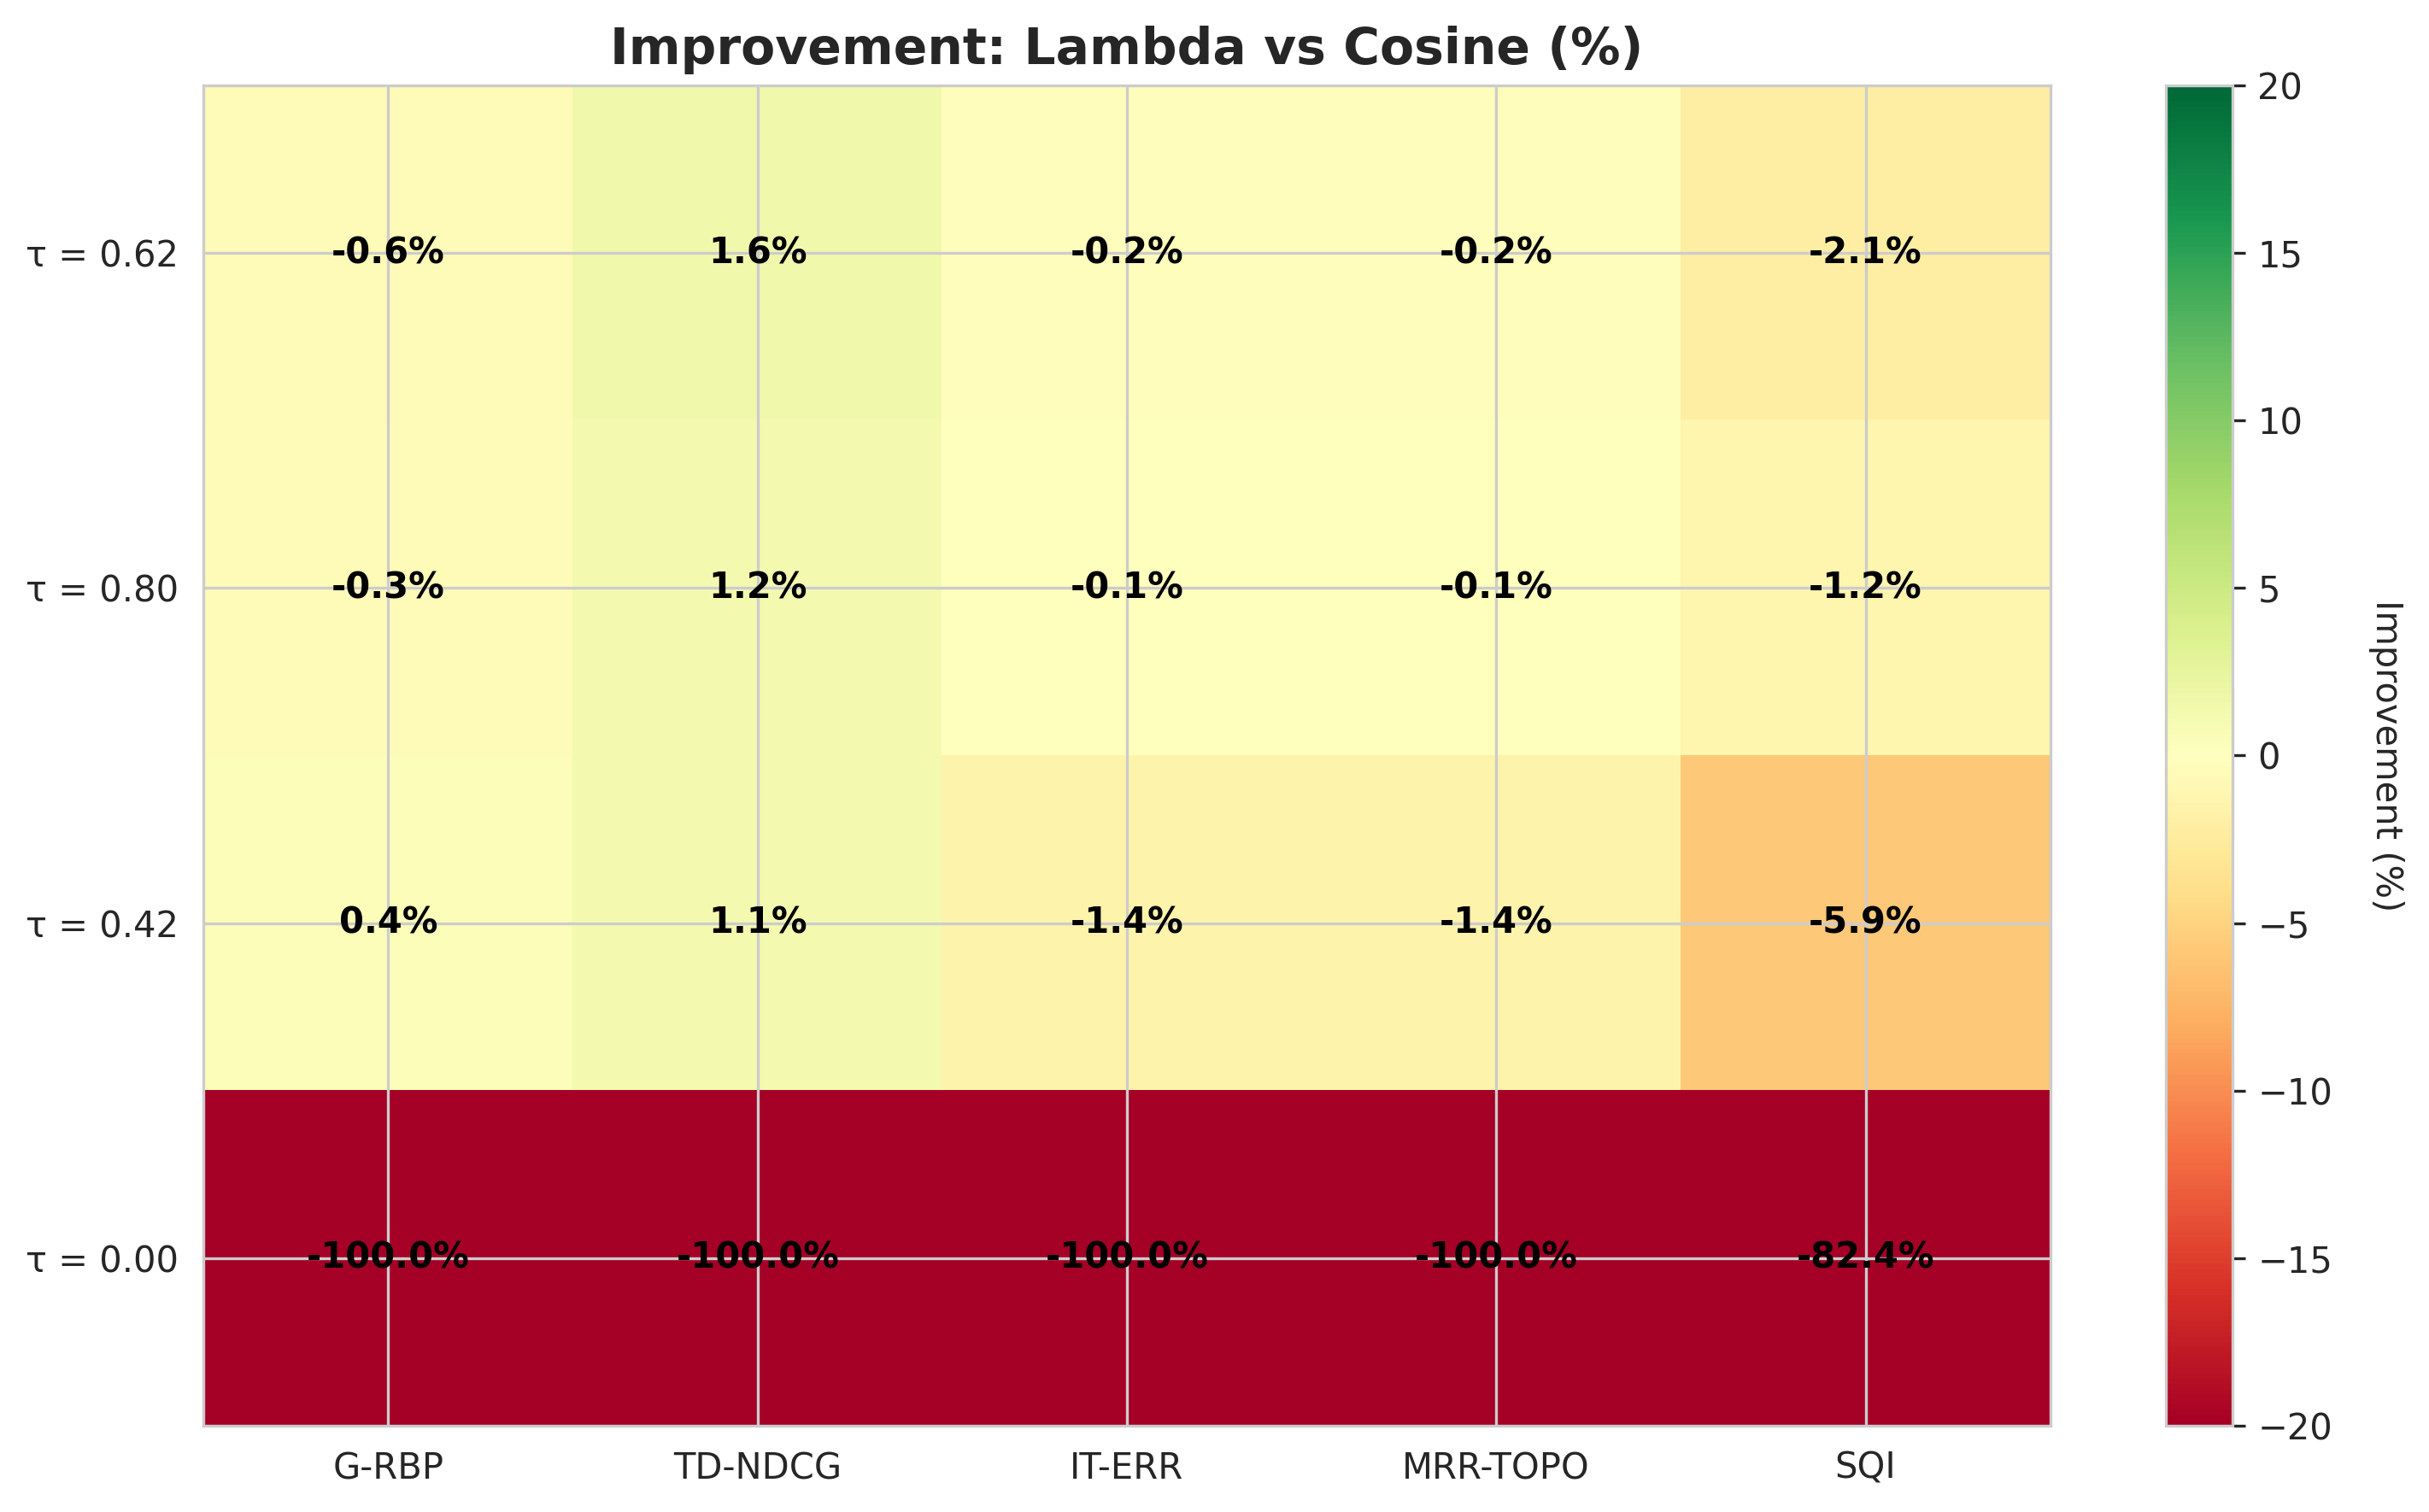 Improvement: Lambda vs Cosine (%)
τ = 0.62 -0.6% 1.6% -0.2% -0.2% -2.1%
τ = 0.80 -0.3% 1.2% -0.1% -0.1% -1.2%
τ = 0.42 0.4% 1.1% -1.4% -1.4% -5.9%
τ = 0.00 -100.0% -100.0% -100.0% -100.0% -82.4%
G-RBP TD-NDCG IT-ERR MRR-TOPO SQI
20
15
10
5
0
−5
−10
−15
−20
Improvement (%)